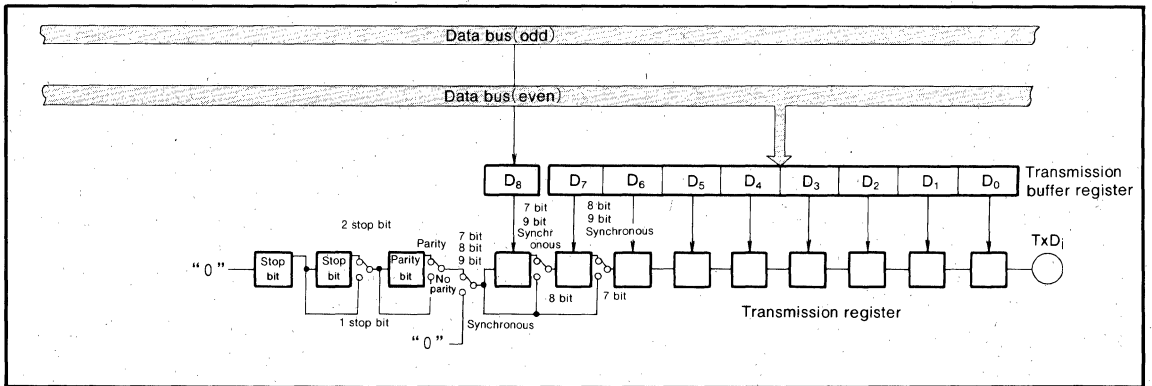 Data bus(odd)
Data bus(even)
D8 D7 D6 D5 D4 D3 D2 D1 D0
Transmission
buffer register
7 bit
9 bit
Synchr
onous
8 bit
9 bit
Synchronous
2 stop bit
Parity
7 bit
8 bit
9 bit
TxDi
"0"
Stop
bit
Stop
bit
Parity
bit
No
parity
8 bit
7 bit
1 stop bit
Synchronous
Transmission register
"0"